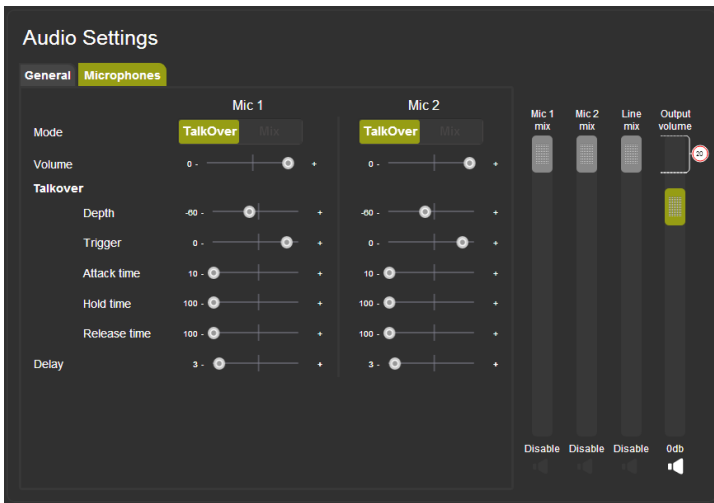 Audio Settings
General Microphones
Mic 1 Mic 2
Mode TalkOver Mix TalkOver Mix
Volume 0 - + 0 - +
Talkover
Depth -60 - + -60 - +
Trigger 0 - + 0 - +
Attack time 10 - + 10 - +
Hold time 100 - + 100 - +
Release time 100 - + 100 - +
Delay 3 - + 3 - +
Mic 1 Mic 2 Line Output
mix mix mix volume
20
Disable Disable Disable 0db